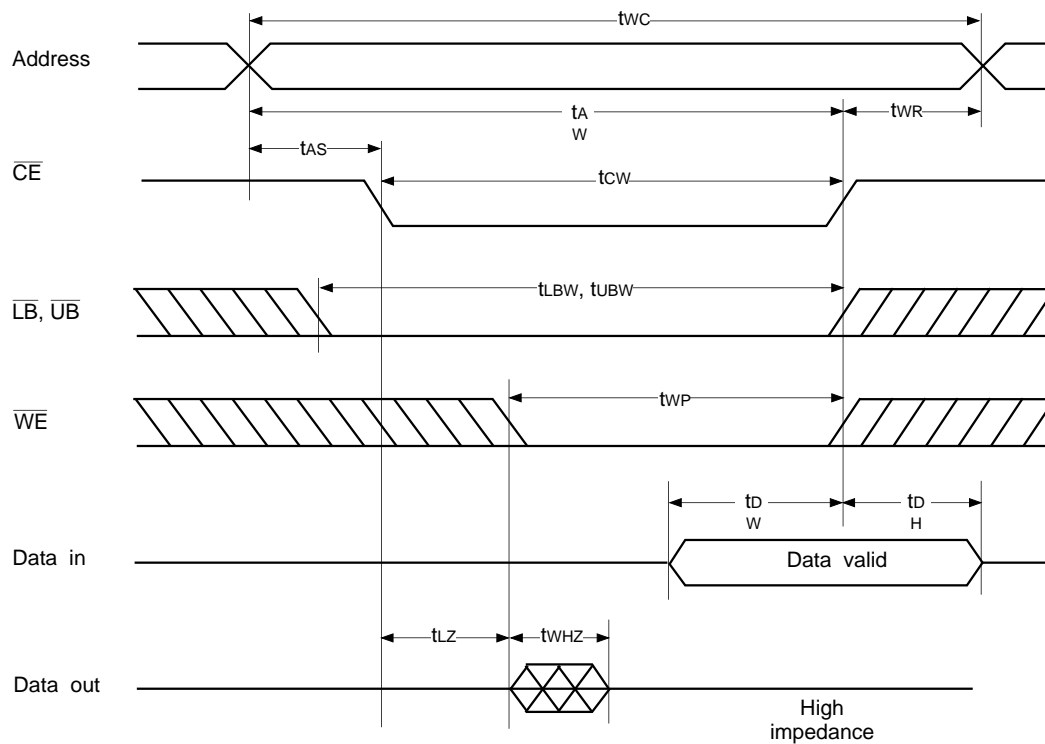 tWC
Address
tA
W
tWR
tAS
CE
tCW
LB, UB
tLBW, tUBW
WE
tWP
tD
W
tD
H
Data in
Data valid
tLZ
tWHZ
Data out
High
impedance